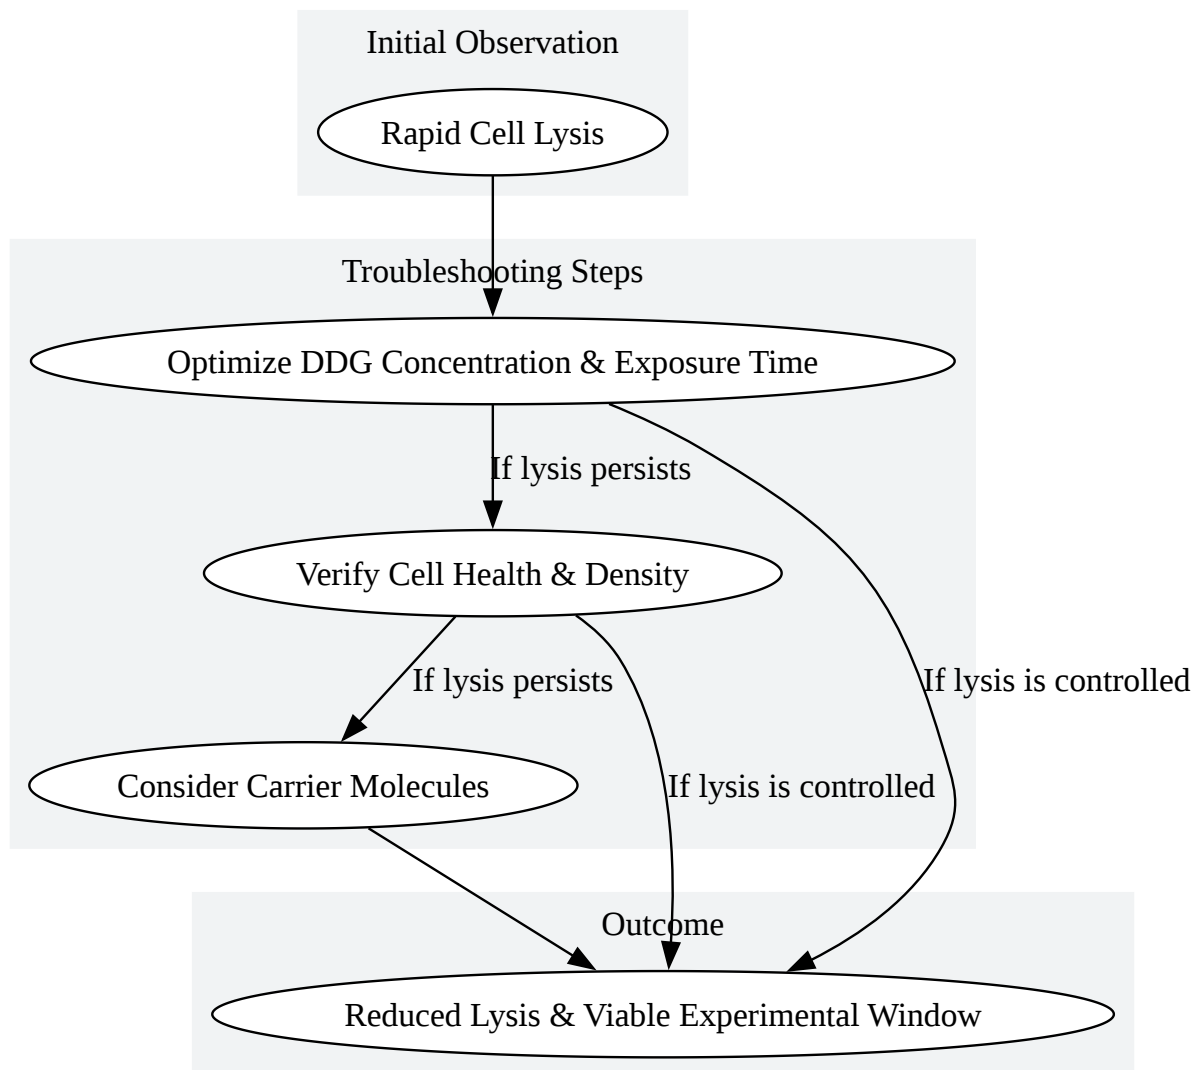 Initial Observation
Rapid Cell Lysis
Troubleshooting Steps
Optimize DDG Concentration & Exposure Time
If lysis persists
Verify Cell Health & Density
If lysis persists
If lysis is controlled
Consider Carrier Molecules
If lysis is controlled
Outcome
Reduced Lysis & Viable Experimental Window